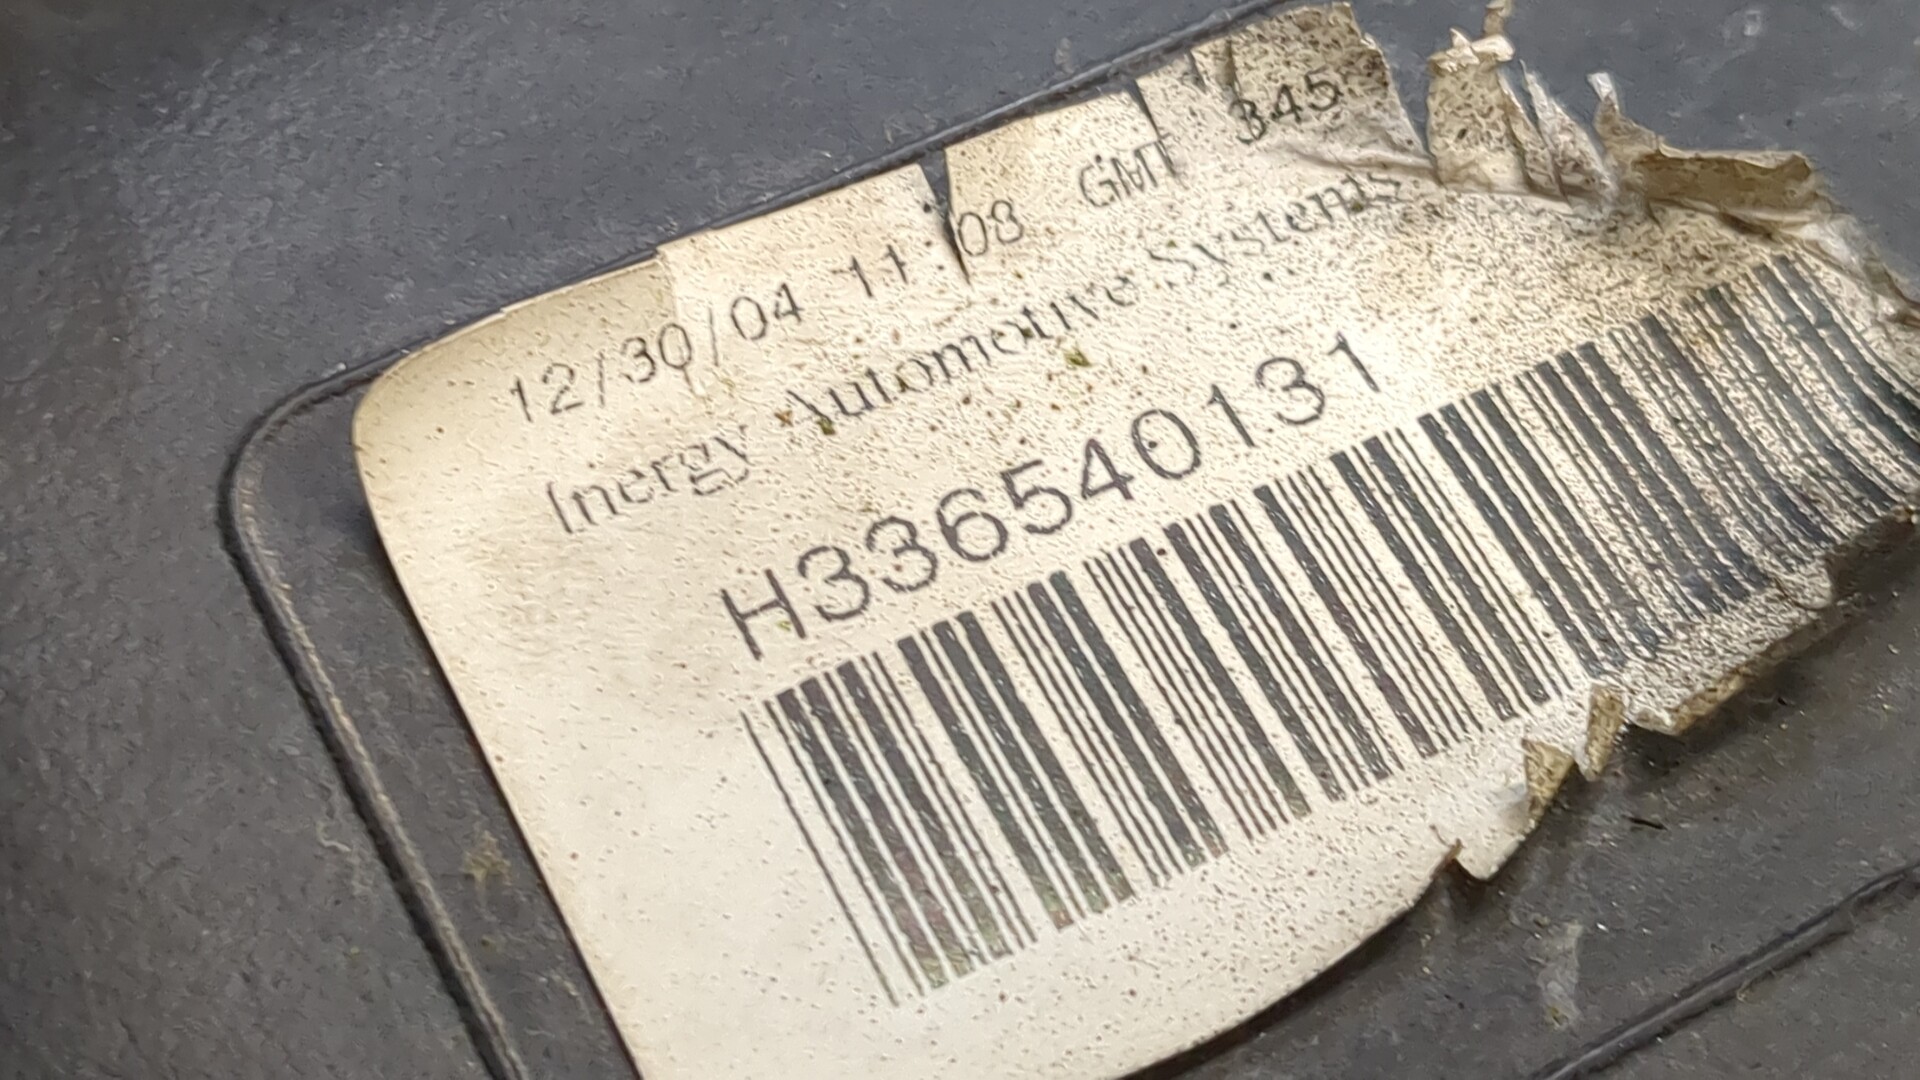 12/30/04 11:08 GMT 345
Inergy Automotive Systems
H336540131